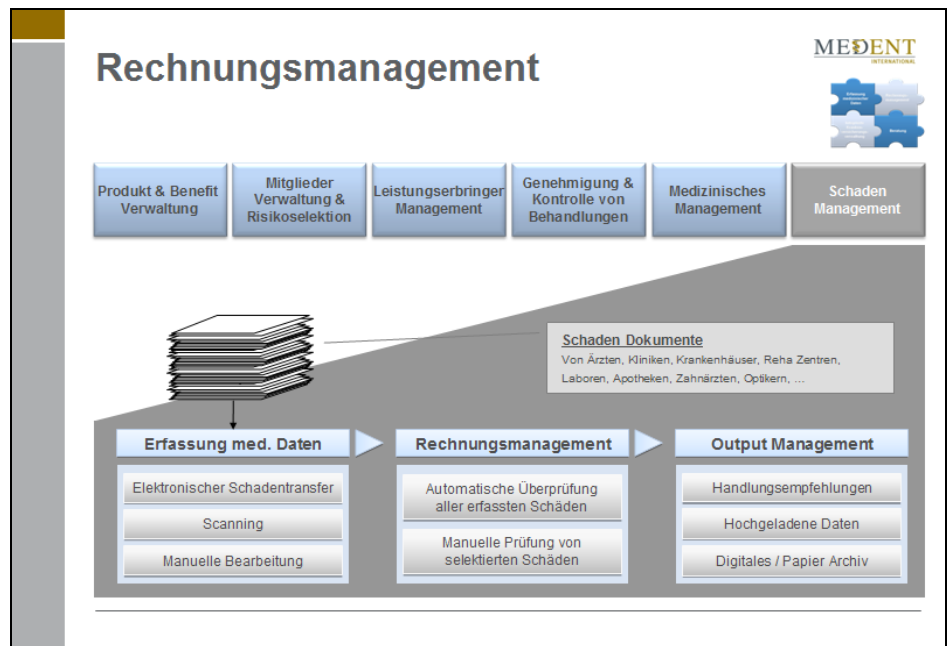 Rechnungsmanagement
MEDENT
INTERNATIONAL
Beratung
Produkt & Benefit
Verwaltung
Mitglieder
Verwaltung &
Risikoselektion
Leistungserbringer
Management
Genehmigung &
Kontrolle von
Behandlungen
Medizinisches
Management
Schaden
Management
Schaden Dokumente
Von Ärzten, Kliniken, Krankenhäuser, Reha Zentren,
Laboren, Apotheken, Zahnärzten, Optikern, ...
Erfassung med. Daten
Elektronischer Schadentransfer
Scanning
Manuelle Bearbeitung
Rechnungsmanagement
Automatische Überprüfung
aller erfassten Schäden
Manuelle Prüfung von
selektierten Schäden
Output Management
Handlungsempfehlungen
Hochgeladene Daten
Digitales / Papier Archiv